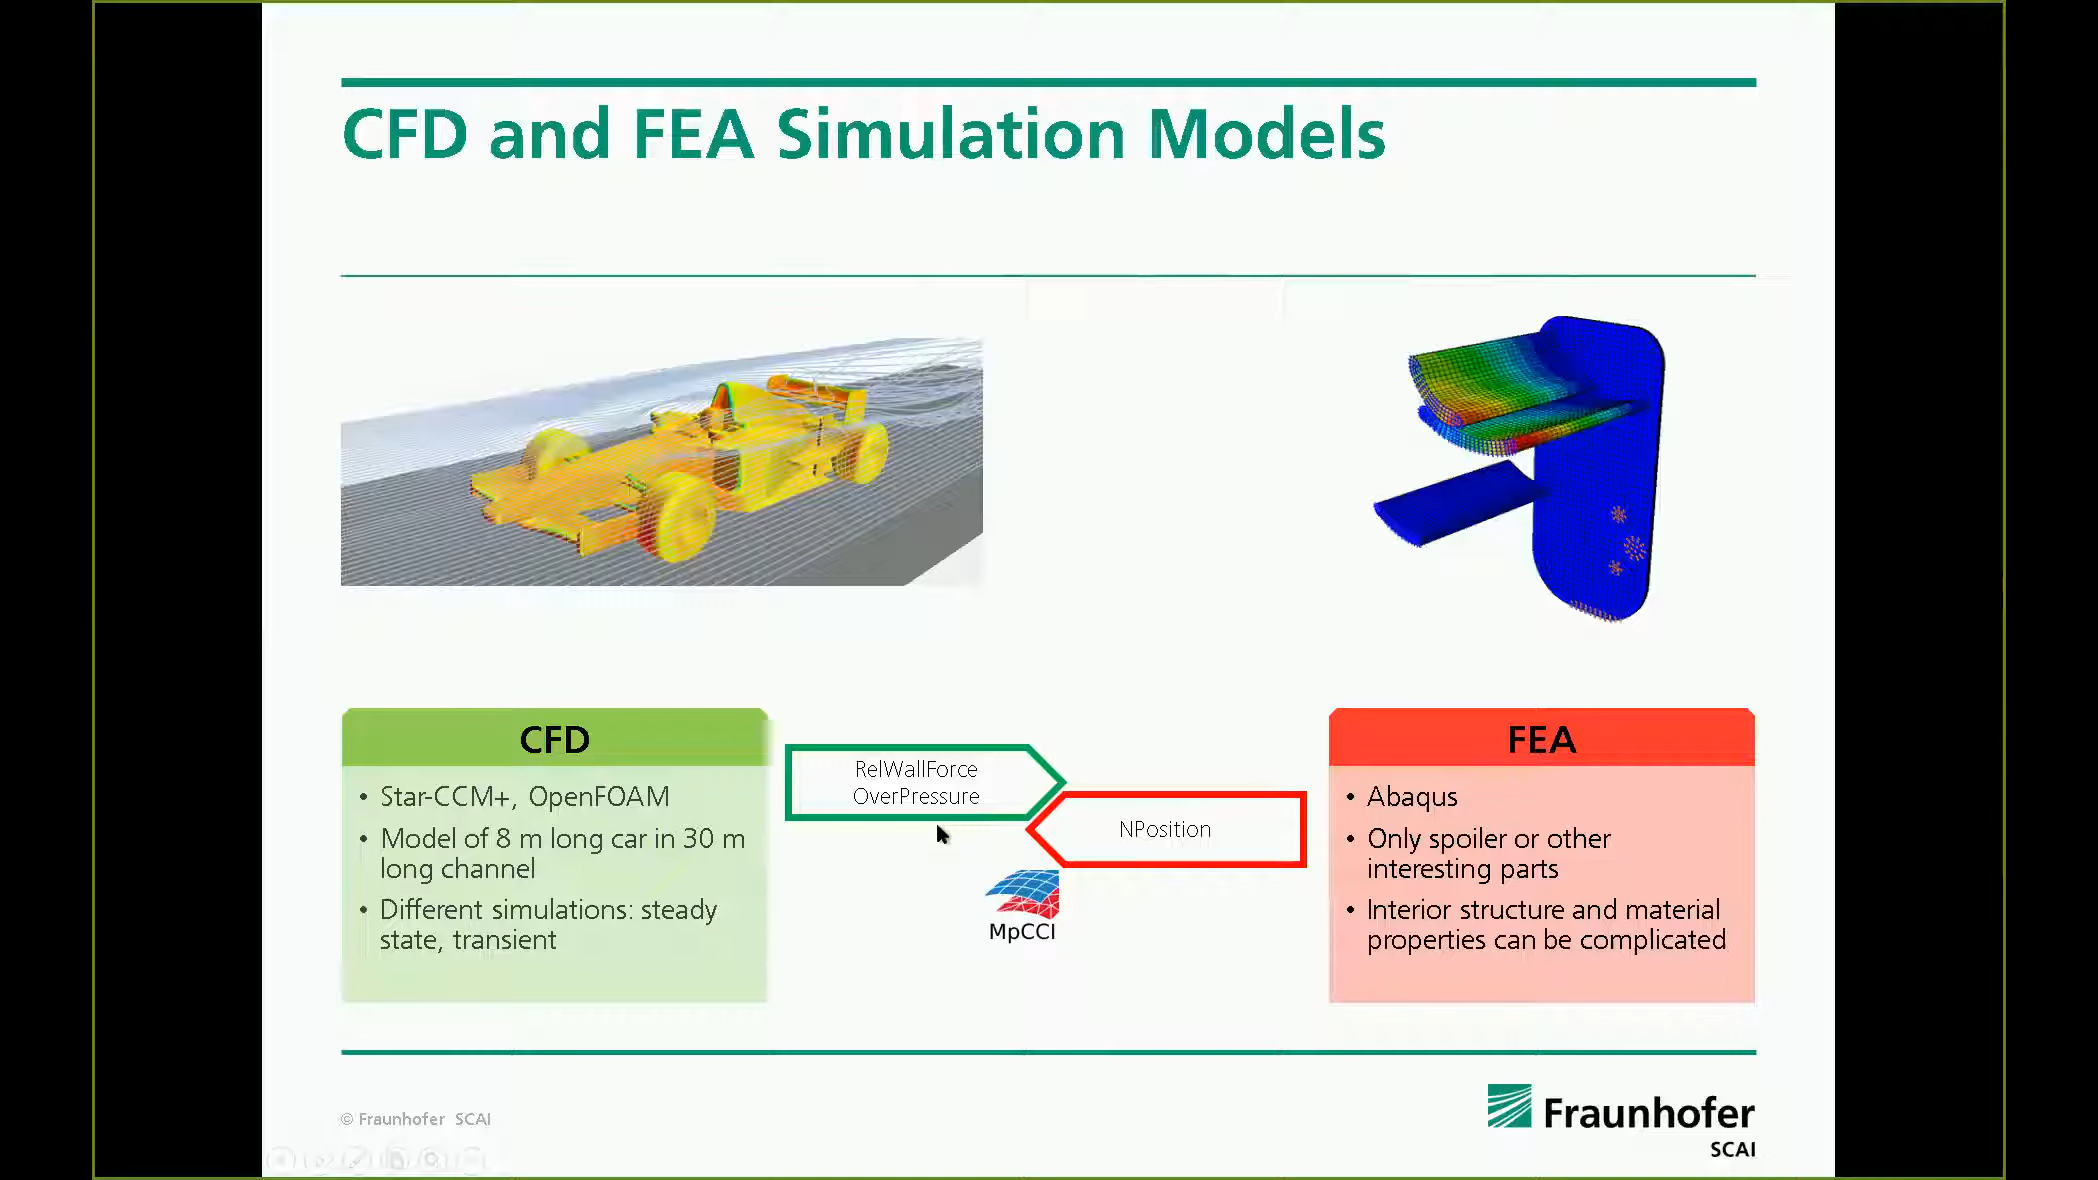 CFD and FEA Simulation Models
CFD
• Star-CCM+, OpenFOAM
• Model of 8 m long car in 30 m
long channel
• Different simulations: steady
state, transient
RelWallForce
OverPressure
NPosition
MpCCI
FEA
• Abaqus
• Only spoiler or other
interesting parts
• Interior structure and material
properties can be complicated
© Fraunhofer SCAI
Fraunhofer
SCAI